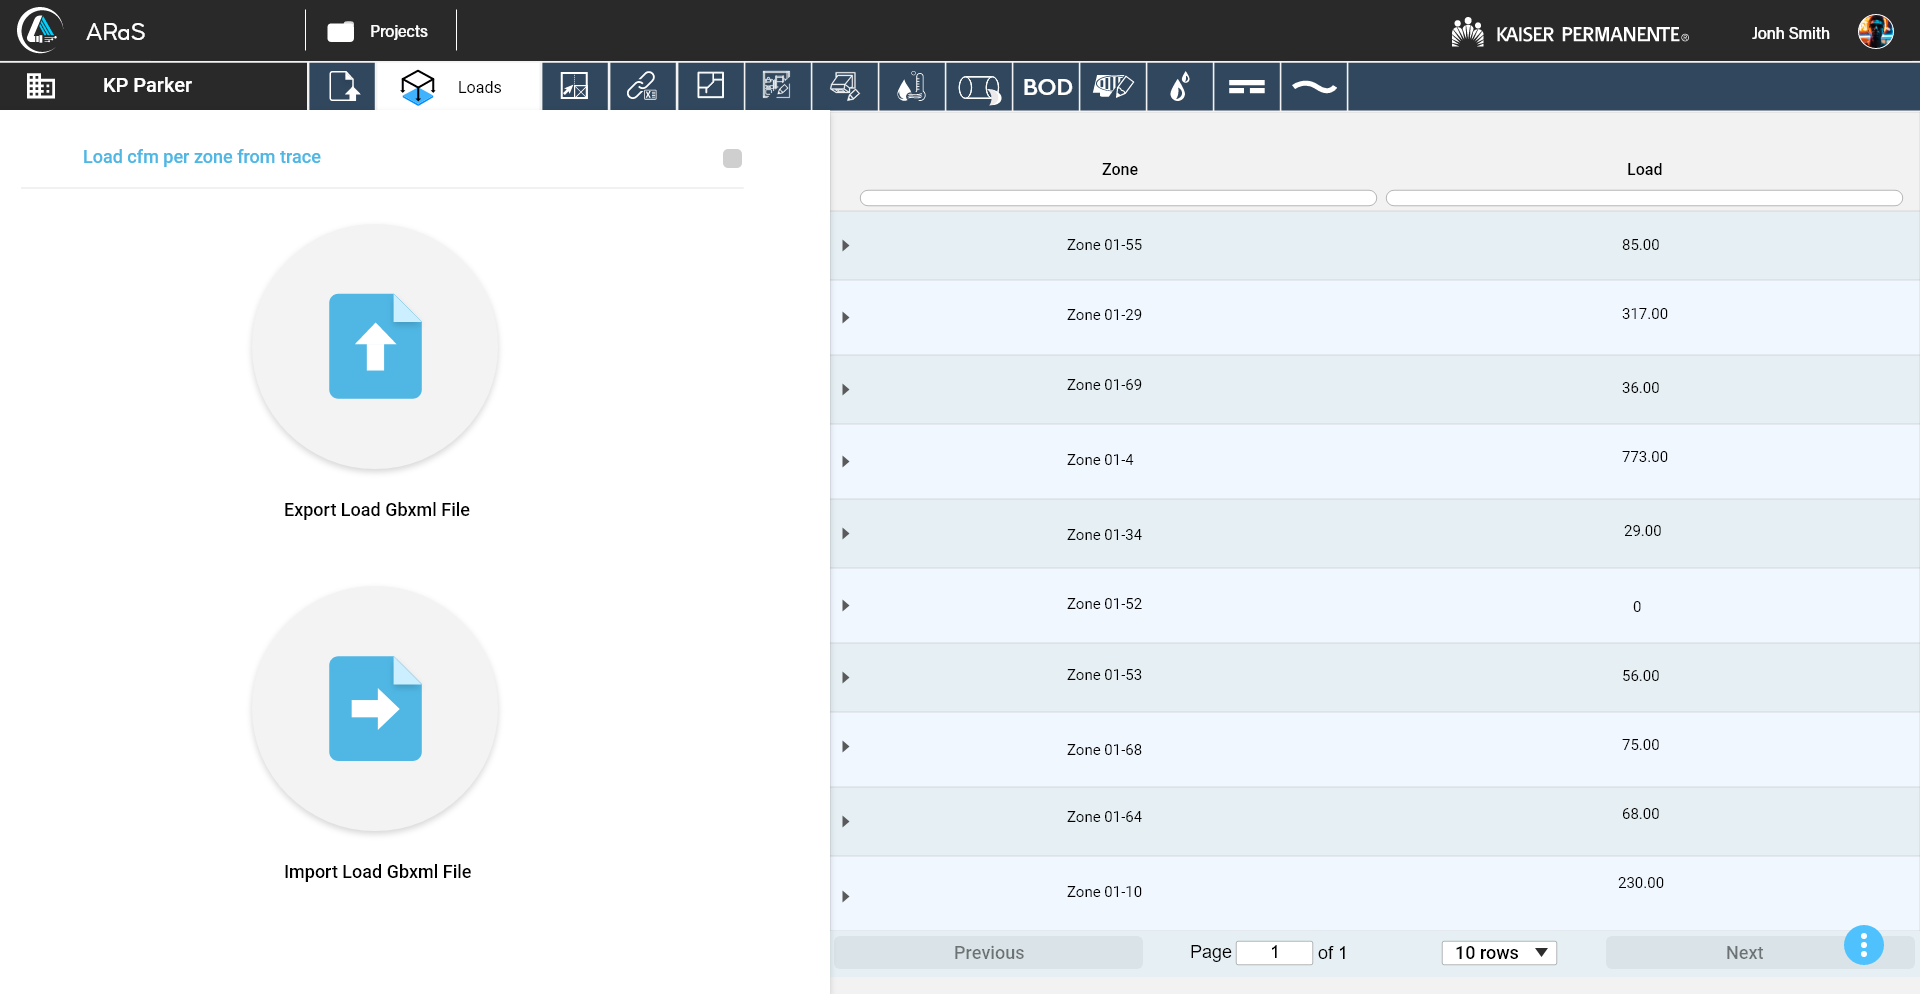 ARaS
Projects
KAISER PERMANENTE®
Jonh Smith
KP Parker
Loads
BOD
Load cfm per zone from trace
Export Load Gbxml File
Import Load Gbxml File
Zone Load
Zone 01-55 85.00
Zone 01-29 317.00
Zone 01-69 36.00
Zone 01-4 773.00
Zone 01-34 29.00
Zone 01-52 0
Zone 01-53 56.00
Zone 01-68 75.00
Zone 01-64 68.00
Zone 01-10 230.00
Previous Page 1 of 1 10 rows Next